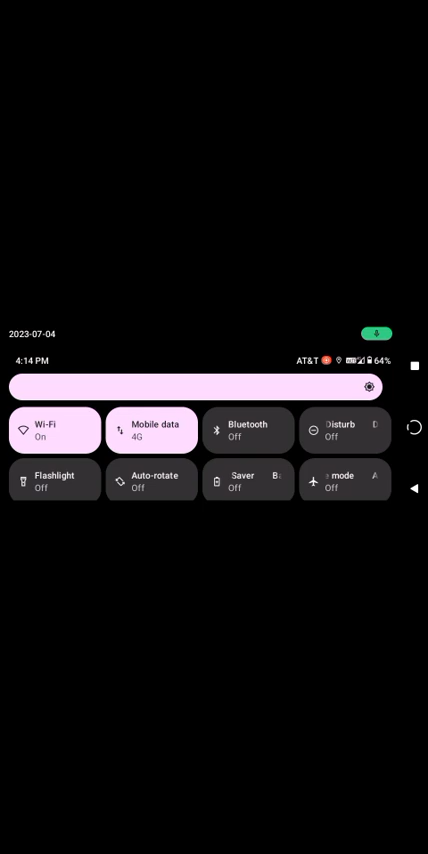 2023-07-04
4:14 PM AT&T 64%
Wi-Fi Mobile data Bluetooth Disturb D
On 4G Off Off
Flashlight Auto-rotate Saver Ba mode A
Off Off Off Off